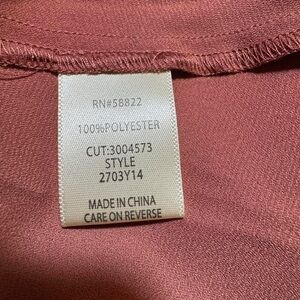 RN#58822
100%POLYESTER
CUT:3004573
STYLE
2703Y14
MADE IN CHINA
CARE ON REVERSE